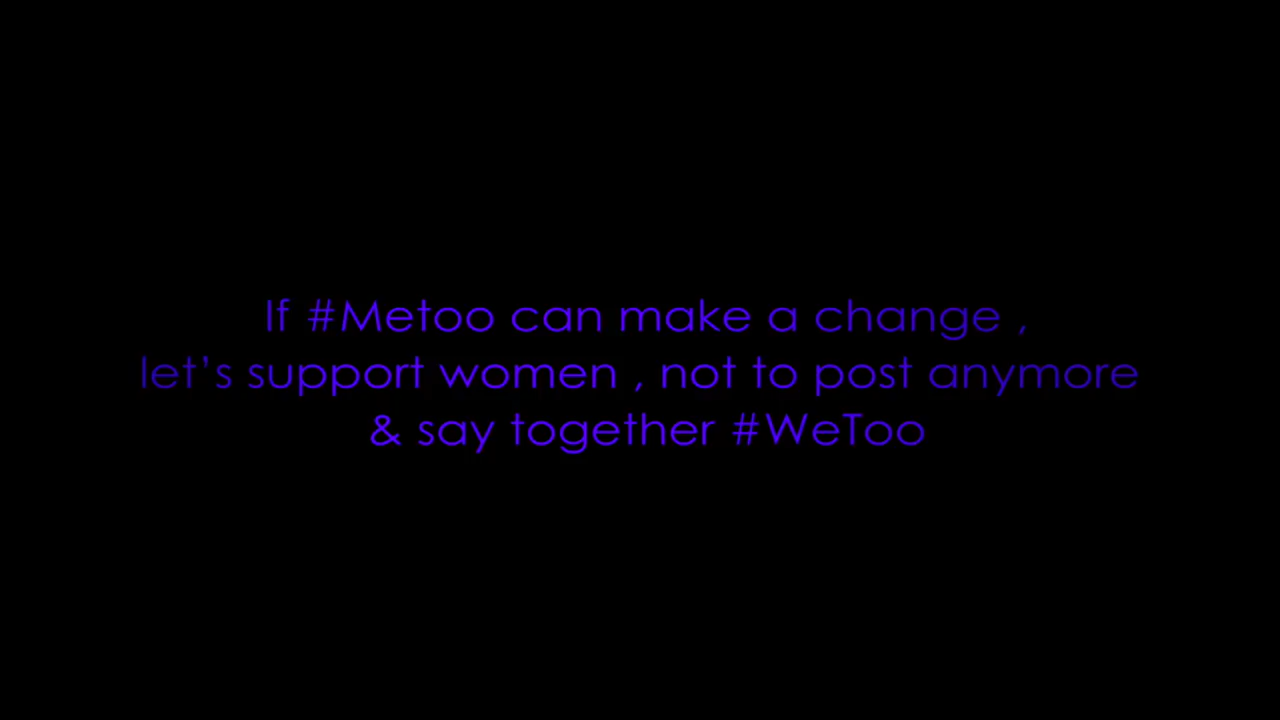 If #Metoo can make a change ,
let's support women , not to post anymore
& say together #WeToo